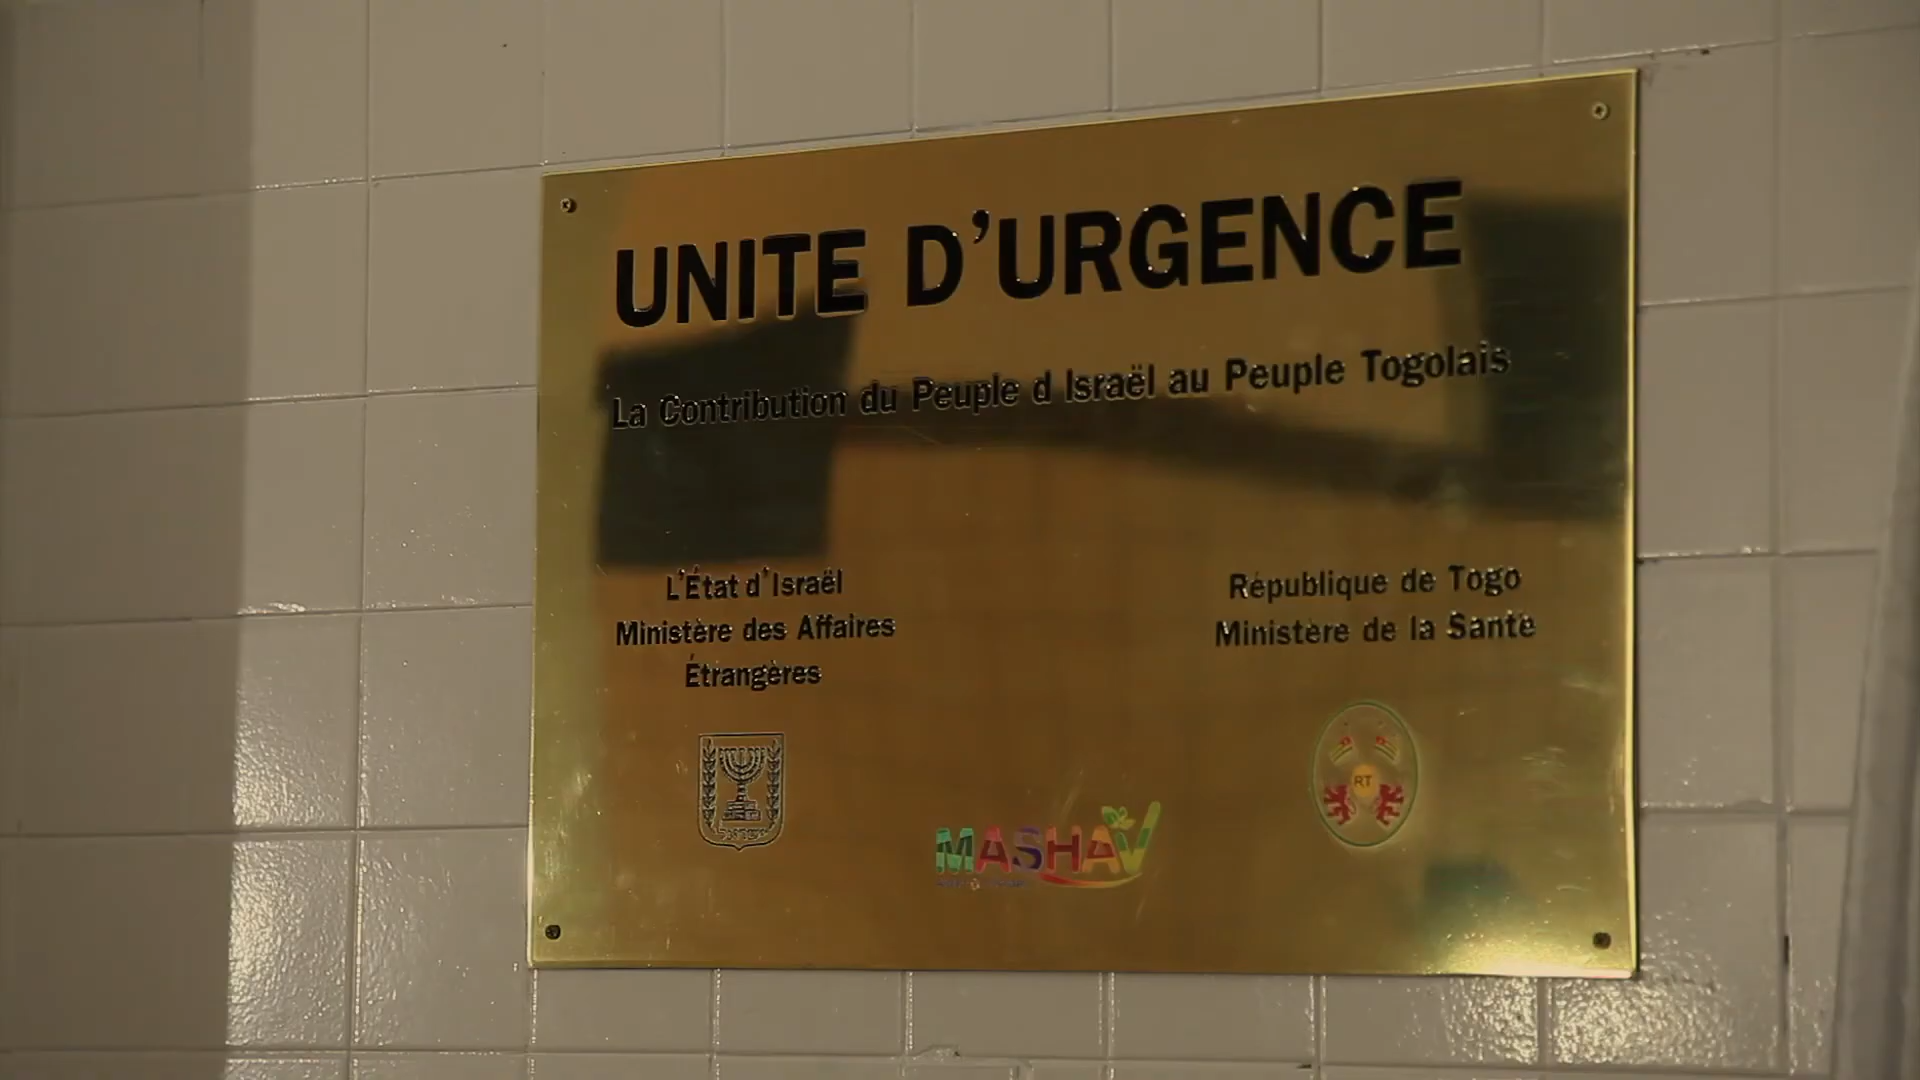 UNITE D'URGENCE
La Contribution du Peuple d Israël au Peuple Togolais
L'État d'Israël
Ministère des Affaires
Étrangères
République de Togo
Ministère de la Santé
RT
MASHAV